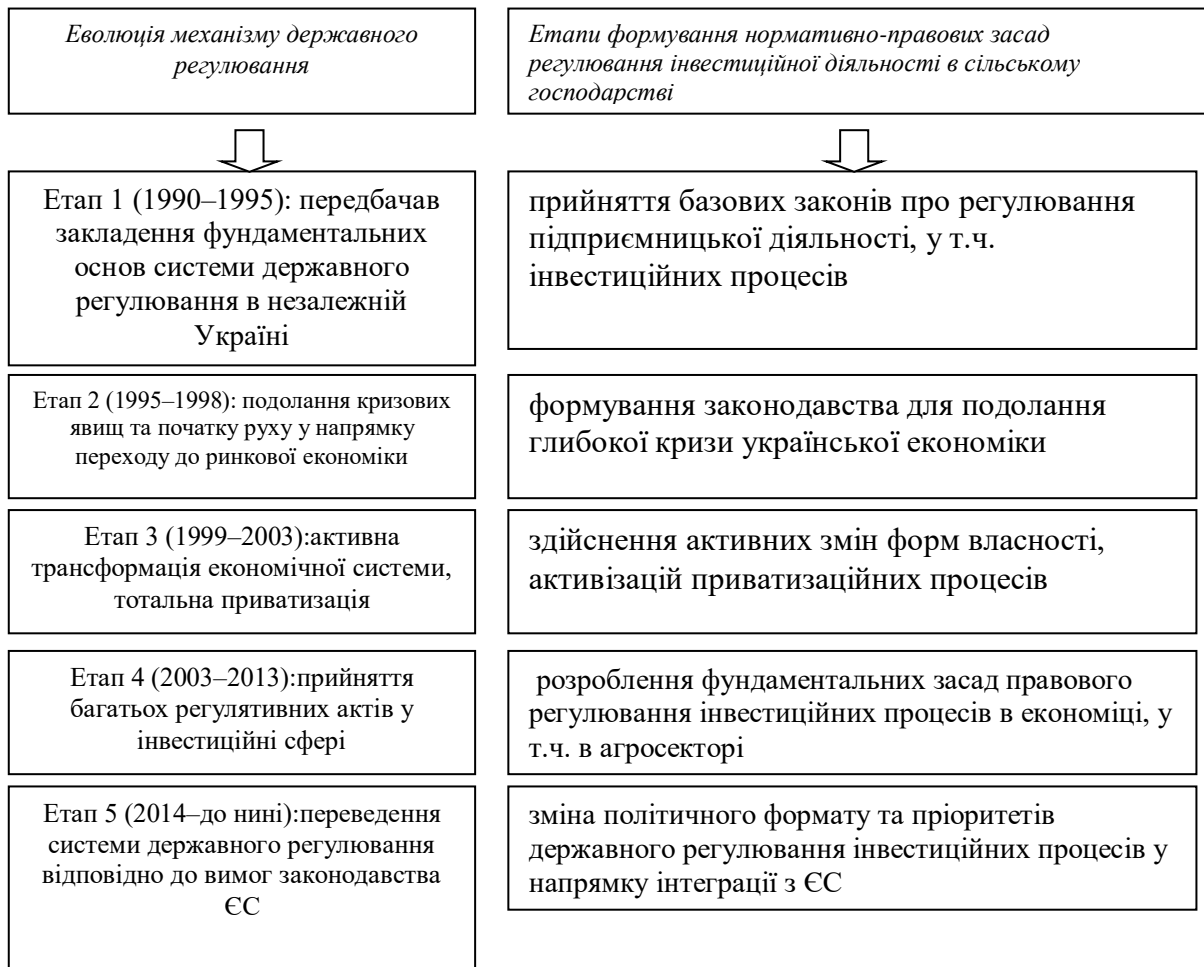 Еволюція механізму державного
регулювання
Етапи формування нормативно-правових засад
регулювання інвестиційної діяльності в сільському
господарстві
Етап 1 (1990–1995): передбачав
закладення фундаментальних
основ системи державного
регулювання в незалежній
Україні
прийняття базових законів про регулювання
підприємницької діяльності, у т.ч.
інвестиційних процесів
Етап 2 (1995–1998): подолання кризових
явищ та початку руху у напрямку
переходу до ринкової економіки
формування законодавства для подолання
глибокої кризи української економіки
Етап 3 (1999–2003):активна
трансформація економічної системи,
тотальна приватизація
здійснення активних змін форм власності,
активізацій приватизаційних процесів
Етап 4 (2003–2013):прийняття
багатьох регулятивних актів у
інвестиційні сфері
розроблення фундаментальних засад правового
регулювання інвестиційних процесів в економіці, у
т.ч. в агросекторі
Етап 5 (2014–до нині):переведення
системи державного регулювання
відповідно до вимог законодавства
ЄС
зміна політичного формату та пріоритетів
державного регулювання інвестиційних процесів у
напрямку інтеграції з ЄС